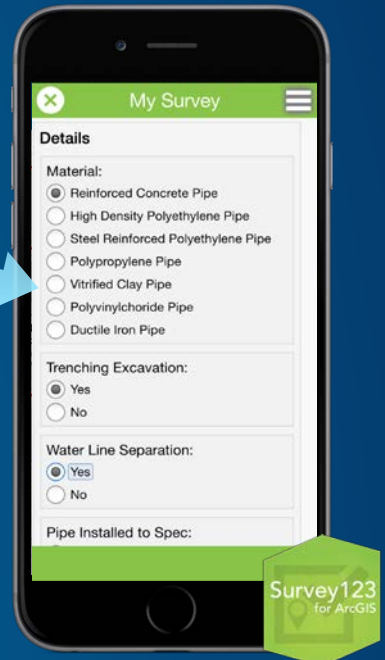 My Survey
Details
Material:
Reinforced Concrete Pipe
High Density Polyethylene Pipe
Steel Reinforced Polyethylene Pipe
Polypropylene Pipe
Vitrified Clay Pipe
Polyvinylchoride Pipe
Ductile Iron Pipe
Trenching Excavation:
Yes
No
Water Line Separation:
Yes
No
Pipe Installed to Spec:
Survey123
for ArcGIS